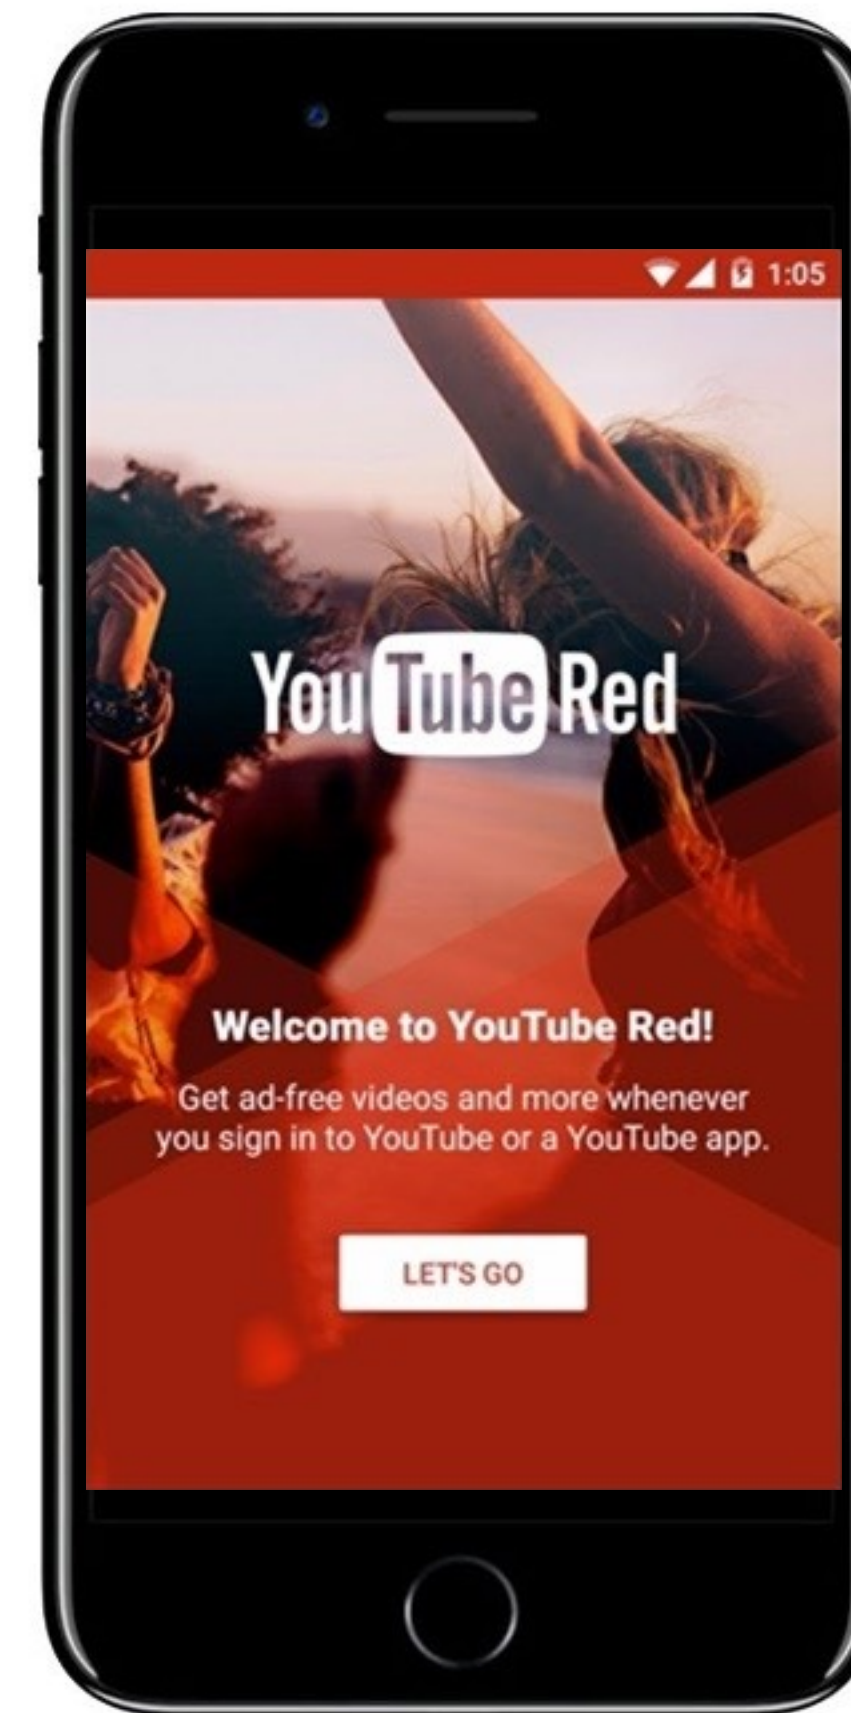 1:05
YouTube Red
Welcome to YouTube Red!
Get ad-free videos and more whenever
you sign in to YouTube or a YouTube app.
LET'S GO